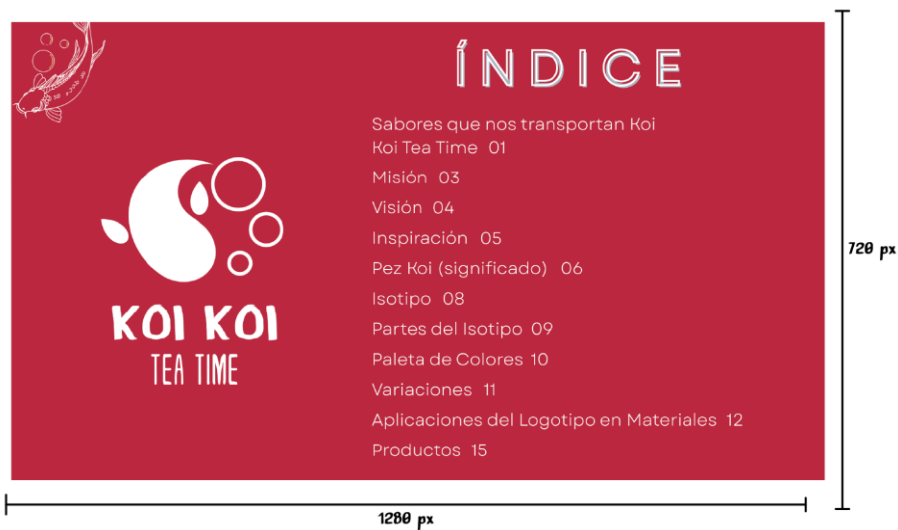 ÍNDICE
Sabores que nos transportan Koi
Koi Tea Time 01
Misión 03
Visión 04
Inspiración 05
Pez Koi (significado) 06
Isotipo 08
Partes del Isotipo 09
Paleta de Colores 10
Variaciones 11
Aplicaciones del Logotipo en Materiales 12
Productos 15
KOI KOI
TEA TIME
720 px
1280 px